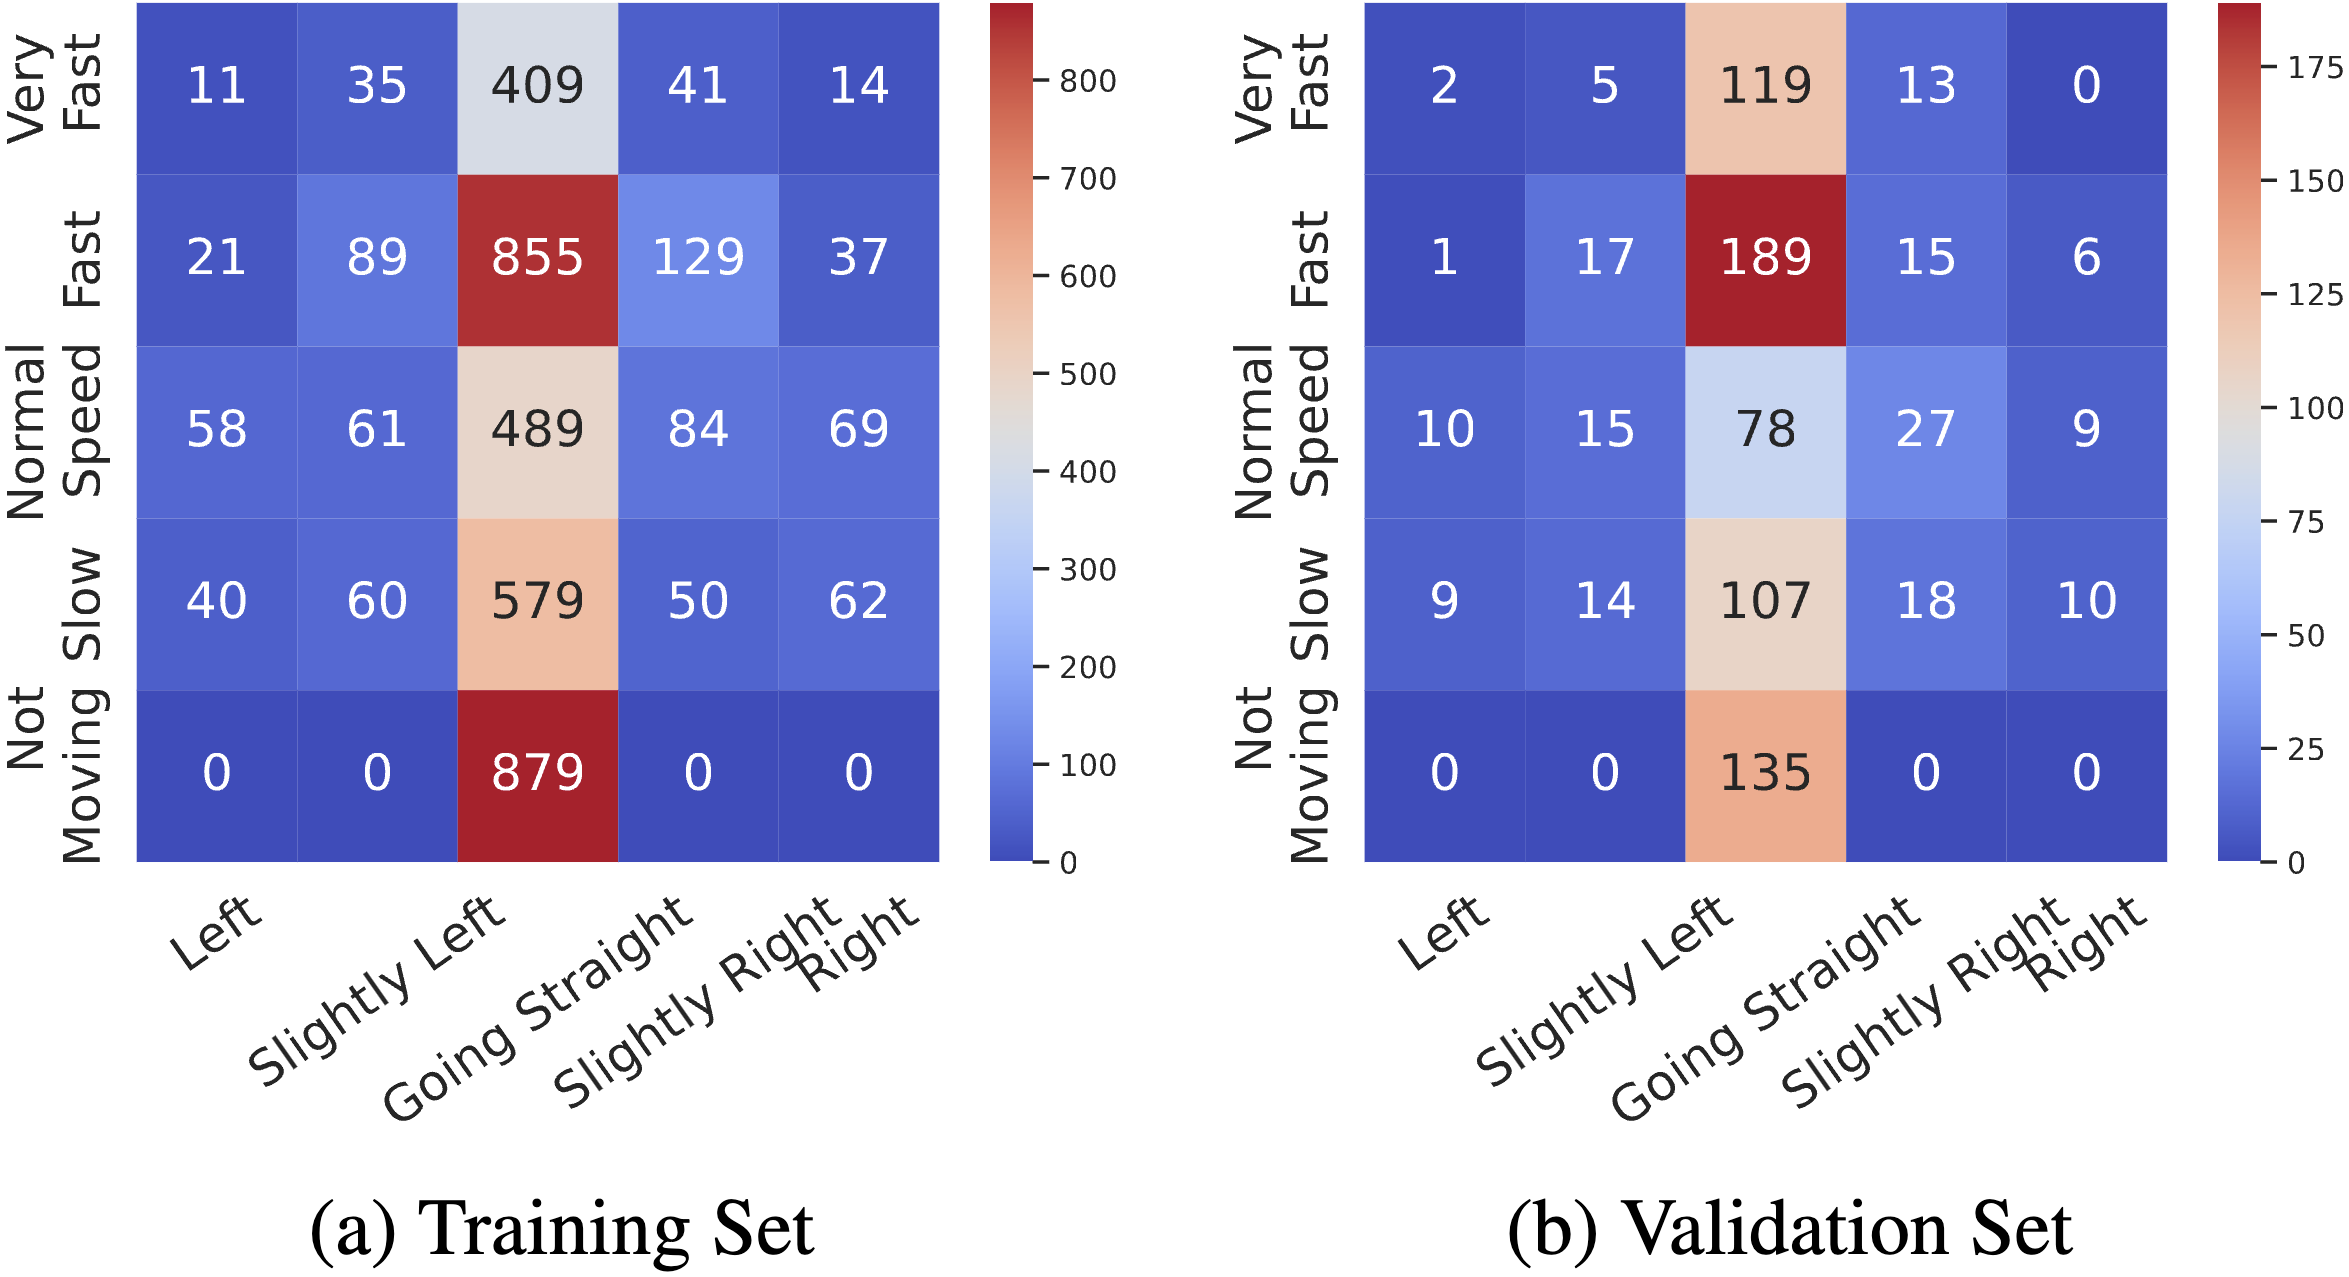 Very Fast
11 35 409 41 14
Fast
21 89 855 129 37
Normal Speed
58 61 489 84 69
Slow
40 60 579 50 62
Not Moving
0 0 879 0 0
Left
Slightly Left
Going Straight
Slightly Right
Right
800
700
600
500
400
300
200
100
0
(a) Training Set
Very Fast
2 5 119 13 0
Fast
1 17 189 15 6
Normal Speed
10 15 78 27 9
Slow
9 14 107 18 10
Not Moving
0 0 135 0 0
Left
Slightly Left
Going Straight
Slightly Right
Right
175
150
125
100
75
50
25
0
(b) Validation Set